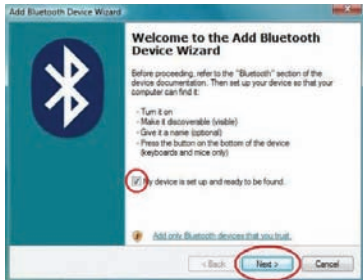 Add Bluetooth Device Wizard
Welcome to the Add Bluetooth
Device Wizard
Before proceeding, refer to the "Bluetooth" section of the
device documentation. Then set up your device so that your
computer can find it:
- Turn it on
- Make it discoverable (visible)
- Give it a name (optional)
- Press the button on the bottom of the device
(keyboards and mice only)
My device is set up and ready to be found.
Add only Bluetooth devices that you trust.
< Back
Next >
Cancel